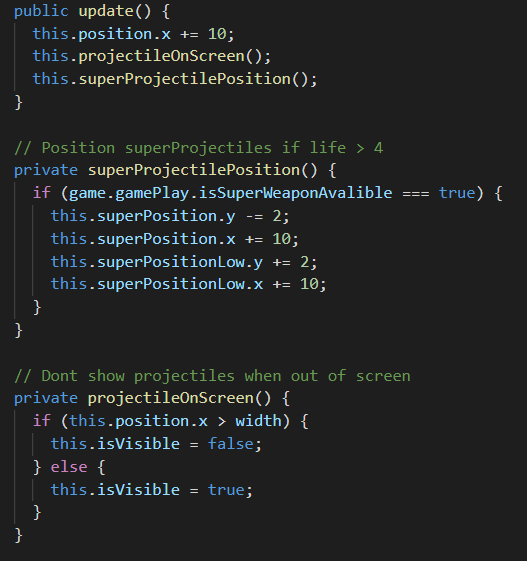 public update() {
  this.position.x += 10;
  this.projectileOnScreen();
  this.superProjectilePosition();
}

// Position superProjectiles if life > 4
private superProjectilePosition() {
  if (game.gamePlay.isSuperWeaponAvalible === true) {
    this.superPosition.y -= 2;
    this.superPosition.x += 10;
    this.superPositionLow.y += 2;
    this.superPositionLow.x += 10;
  }
}

// Dont show projectiles when out of screen
private projectileOnScreen() {
  if (this.position.x > width) {
    this.isVisible = false;
  } else {
    this.isVisible = true;
  }
}